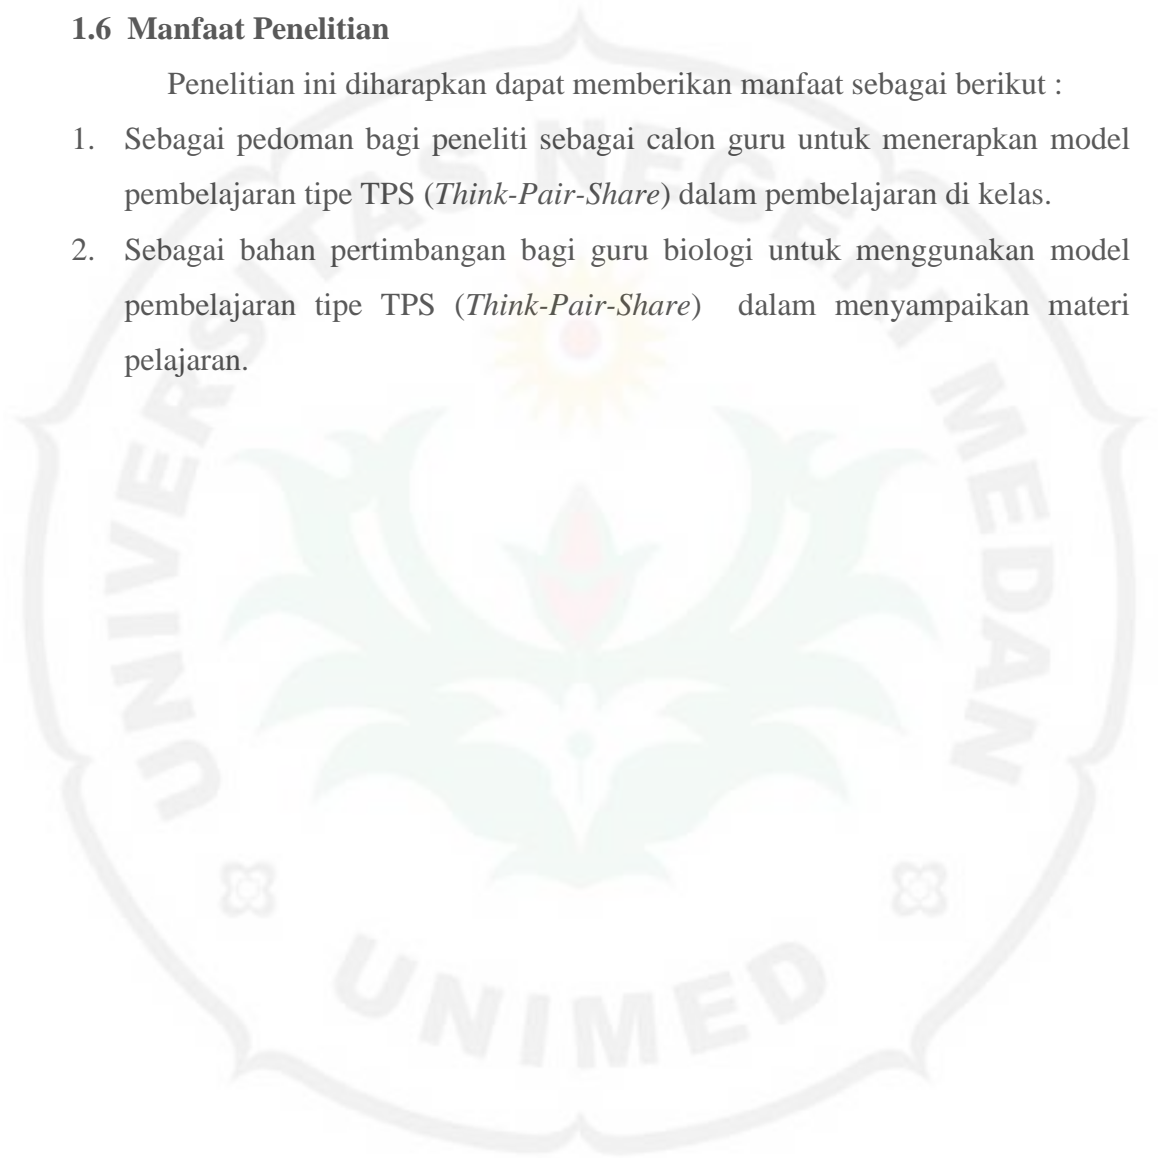 1.6 Manfaat Penelitian
Penelitian ini diharapkan dapat memberikan manfaat sebagai berikut :
1. Sebagai pedoman bagi peneliti sebagai calon guru untuk menerapkan model
pembelajaran tipe TPS (Think-Pair-Share) dalam pembelajaran di kelas.
2. Sebagai bahan pertimbangan bagi guru biologi untuk menggunakan model
pembelajaran tipe TPS (Think-Pair-Share) dalam menyampaikan materi
pelajaran.
UNIVERSITAS NEGERI MEDAN
UNIMED